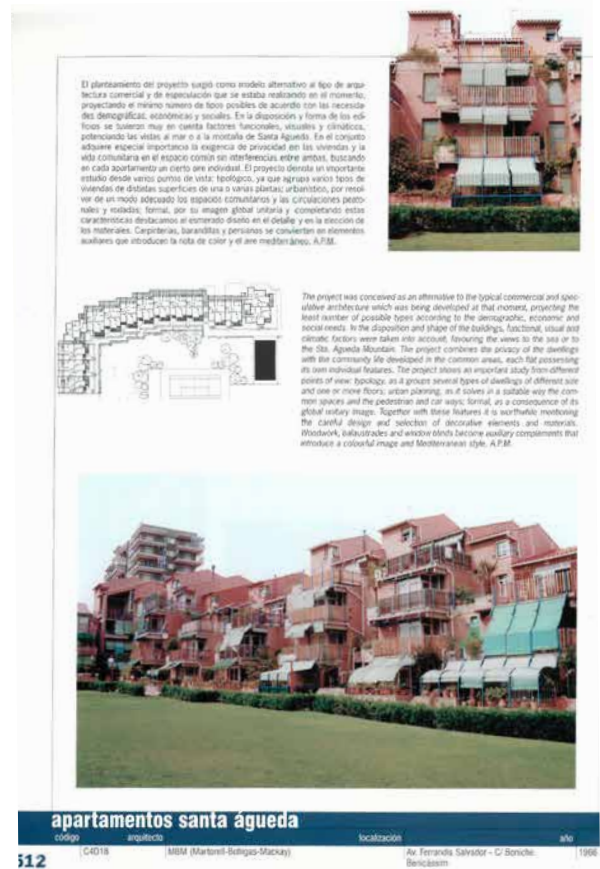 El planteamiento del proyecto surgió como modelo alternativo al tipo de arqui-
tectura comercial y de especulación que se estaba realizando en el momento,
proyectando el mínimo número de tipos posibles de acuerdo con las necesida-
des demográficas, económicas y sociales. En la disposición y forma de los edi-
ficios se tuvieron muy en cuenta factores funcionales, visuales y climáticos,
potenciando las vistas al mar o a la montaña de Santa Agueda. En el conjunto
adquiere especial importancia la exigencia de privacidad en las viviendas y la
vida comunitaria en el espacio común sin interferencias entre ambas, buscando
en cada apartamento un cierto aire individual. El proyecto denota un importante
estudio desde varios puntos de vista: tipológico, ya que agrupa varios tipos de
viviendas de distintas superficies de una o varias plantas; urbanístico, por resol-
ver de un modo adecuado los espacios comunitarios y las circulaciones peato-
nales y rodadas; formal, por su imagen global unitaria y completando estas
características destacamos el esmerado diseño en el detalle y en la elección de
los materiales. Carpinterías, barandillas y persianas se convierten en elementos
auxiliares que introducen la nota de color y el aire mediterráneo. A.P.M.
The project was conceived as an alternative to the typical commercial and spec-
ulative architecture which was being developed at that moment, projecting the
least number of possible types according to the demographic, economic and
social needs. In the disposition and shape of the buildings, functional, visual and
climatic factors were taken into account, favouring the views to the sea or to
the Sta. Agueda Mountain. The project combines the privacy of the dwellings
with the community life developed in the common areas, each flat possessing
its own individual features. The project shows an important study from different
points of view: typology, as it groups several types of dwellings of different size
and one or more floors; urban planning, as it solves in a suitable way the com-
mon spaces and the pedestrian and car ways; formal, as a consequence of its
global unitary image. Together with these features it is worthwhile mentioning
the careful design and selection of decorative elements and materials.
Woodwork, balaustrades and window blinds become auxiliary complements that
introduce a colourful image and Mediterranean style. A.P.M.
apartamentos santa águeda
código arquitecto localización año
512 C4D18 MBM (Martorell-Bohigas-Mackay) Av. Ferrandis Salvador - C/ Boniche. 1966
Benicàssim